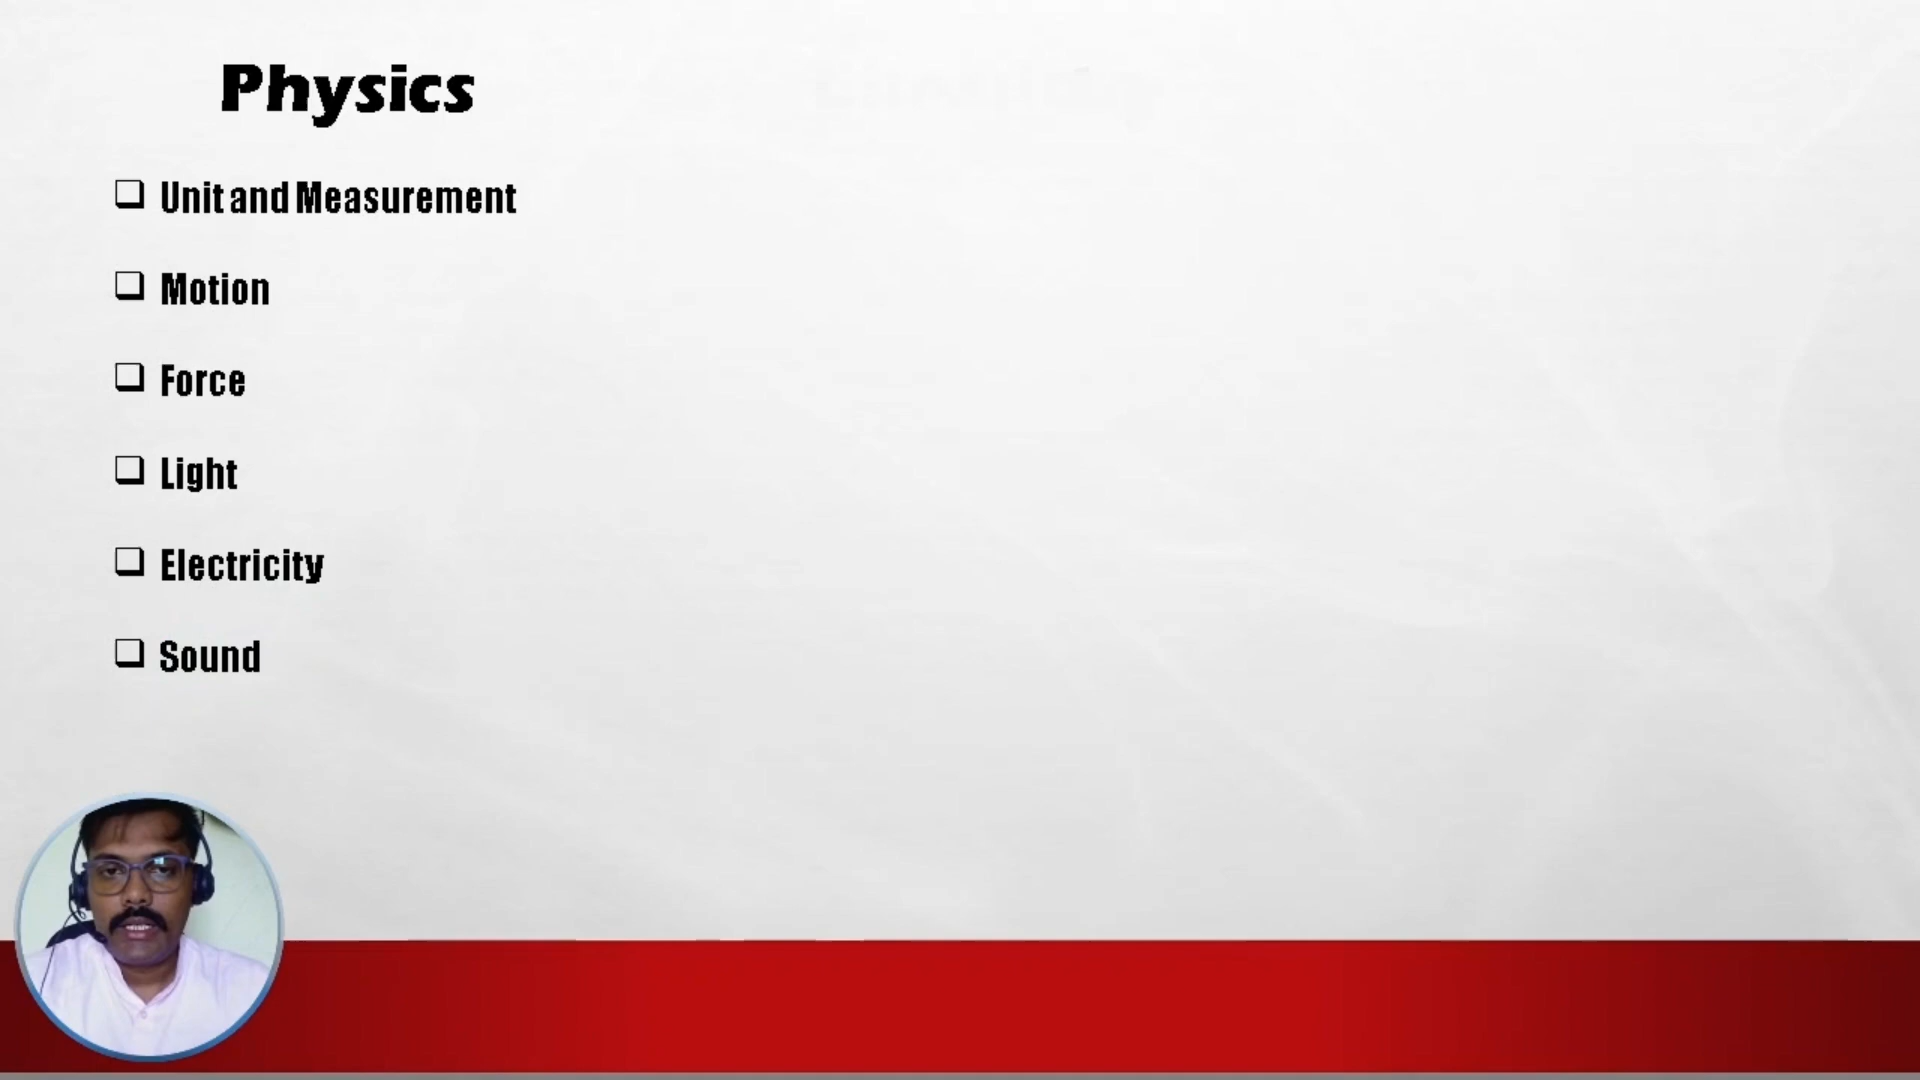 Physics
Unit and Measurement
Motion
Force
Light
Electricity
Sound